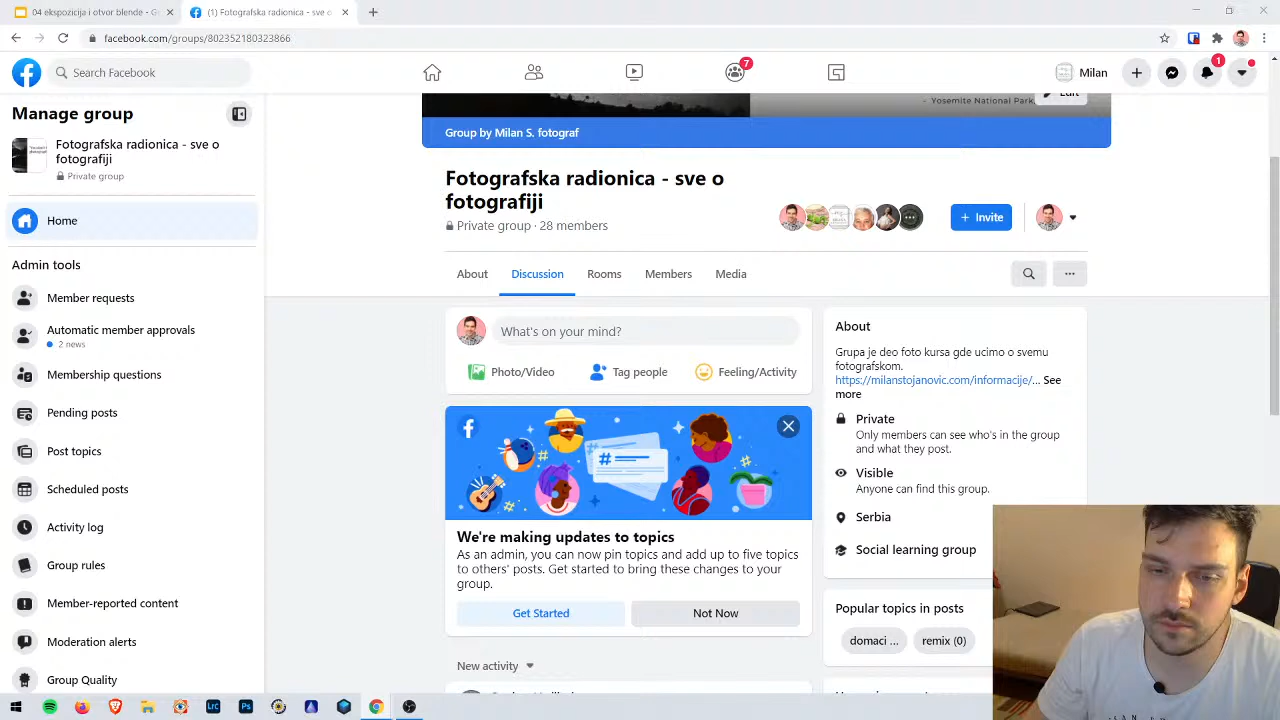 04 ekspozicija i otvor blende - G
(1) Fotografska radionica - sve o
facebook.com/groups/802352180323866
Search Facebook
7
Milan
1
Manage group
Fotografska radionica - sve o
fotografiji
Private group
Home
Admin tools
Member requests
Automatic member approvals
2 news
Membership questions
Pending posts
Post topics
Scheduled posts
Activity log
Group rules
Member-reported content
Moderation alerts
Group Quality
- Yosemite National Park
Edit
Group by Milan S. fotograf
Fotografska radionica - sve o
fotografiji
Private group · 28 members
+ Invite
About
Discussion
Rooms
Members
Media
What's on your mind?
Photo/Video
Tag people
Feeling/Activity
We're making updates to topics
As an admin, you can now pin topics and add up to five topics
to others' posts. Get started to bring these changes to your
group.
Get Started
Not Now
New activity
About
Grupa je deo foto kursa gde ucimo o svemu
fotografskom.
https://milanstojanovic.com/informacije/... See
more
Private
Only members can see who's in the group
and what they post.
Visible
Anyone can find this group.
Serbia
Social learning group
Popular topics in posts
domaci ...
remix (0)
Lrc
Ps